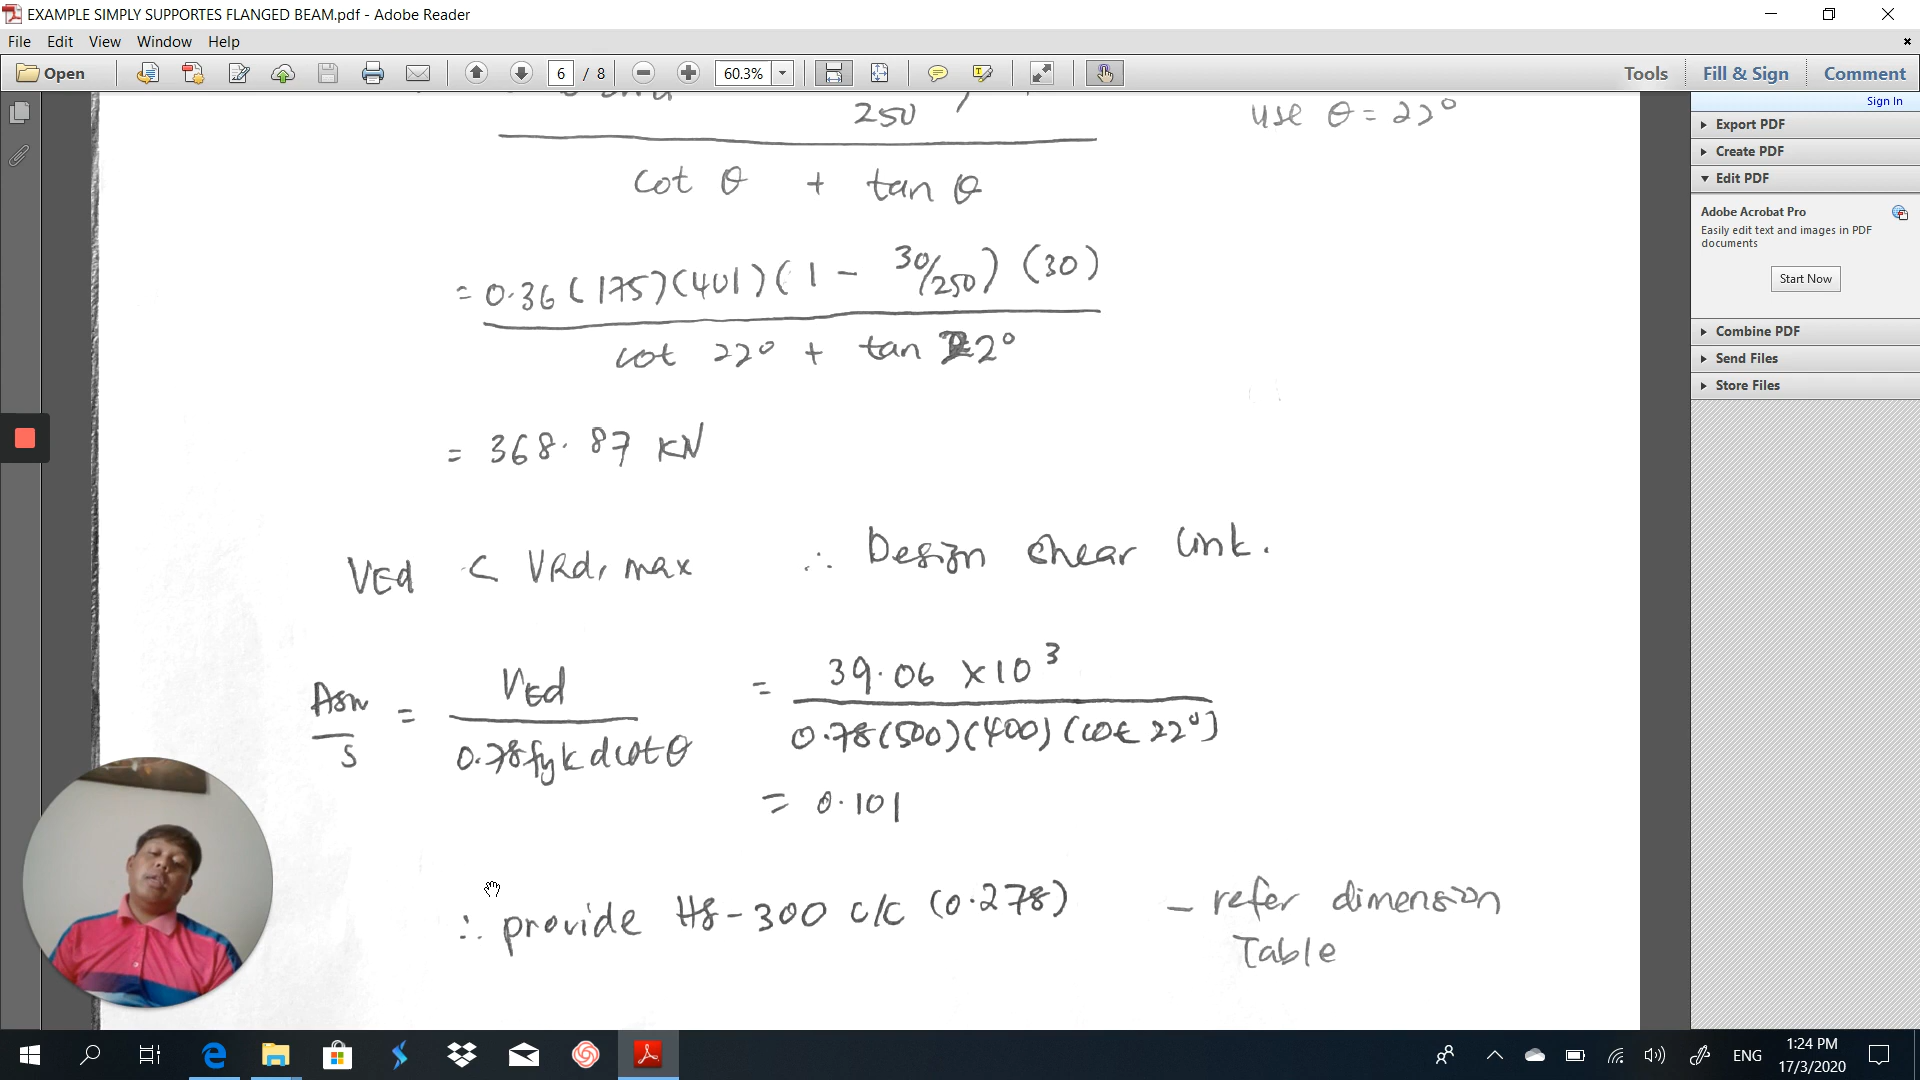 EXAMPLE SIMPLY SUPPORTES FLANGED BEAM.pdf - Adobe Reader
File Edit View Window Help
Open 6 / 8 60.3% Tools Fill & Sign Comment
Sign In
Export PDF
Create PDF
Edit PDF
Adobe Acrobat Pro
Easily edit text and images in PDF
documents
Start Now
Combine PDF
Send Files
Store Files
250 use θ = 22°
cot θ + tan θ
= 0.36 (175)(401)(1 - 30/250) (30)
cot 22° + tan 22°
= 368.87 KN
VEd < VRd, max ∴ Design shear link.
Asw = VEd = 39.06 x10³
s 0.78fyk d cot θ 0.78(500)(400)(cot 22°)
= 0.101
∴ provide H8-300 c/c (0.278) - refer dimension
Table
ENG
1:24 PM
17/3/2020